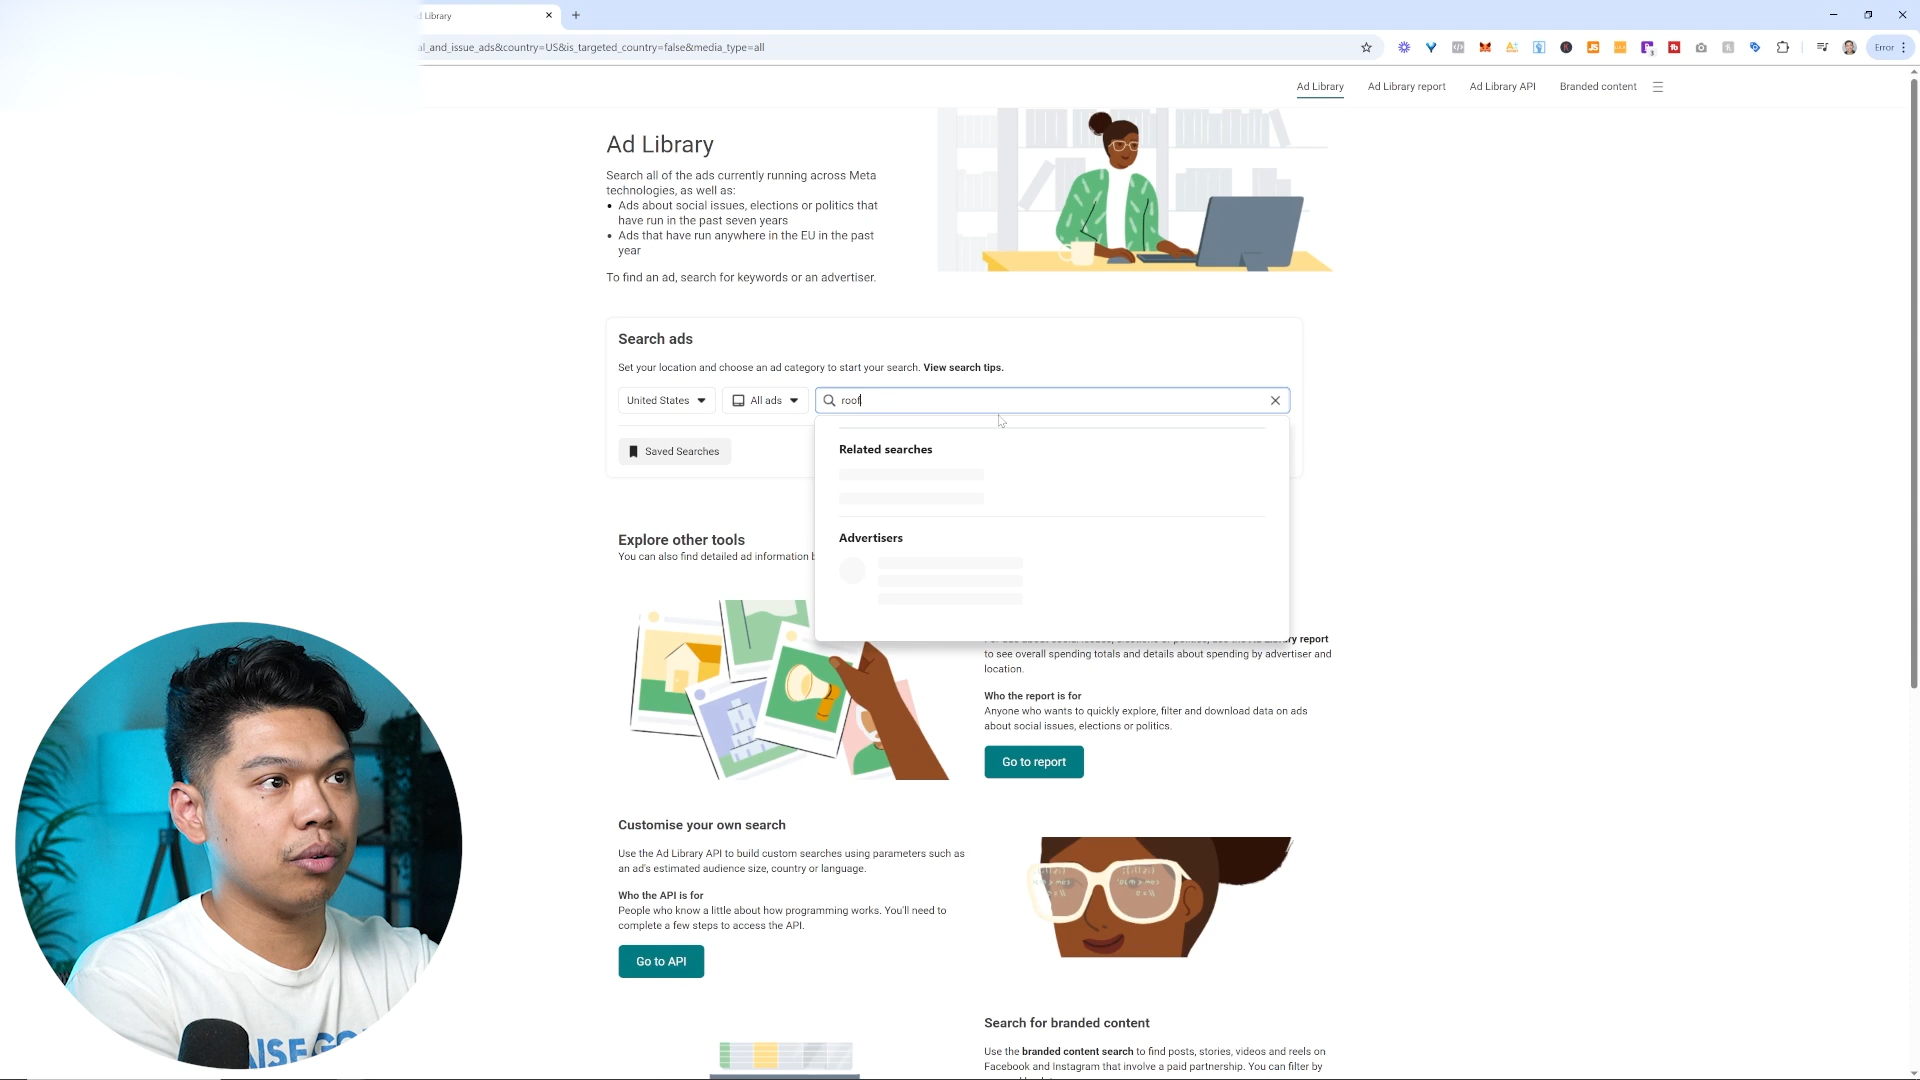 d Library
al_and_issue_ads&country=US&is_targeted_country=false&media_type=all
Error
Ad Library
Ad Library report
Ad Library API
Branded content
Ad Library
Search all of the ads currently running across Meta
technologies, as well as:
• Ads about social issues, elections or politics that
have run in the past seven years
• Ads that have run anywhere in the EU in the past
year
To find an ad, search for keywords or an advertiser.
Search ads
Set your location and choose an ad category to start your search. View search tips.
United States
All ads
roof
Saved Searches
Related searches
Advertisers
Explore other tools
You can also find detailed ad information b
ry report
to see overall spending totals and details about spending by advertiser and
location.
Who the report is for
Anyone who wants to quickly explore, filter and download data on ads
about social issues, elections or politics.
Go to report
Customise your own search
Use the Ad Library API to build custom searches using parameters such as
an ad's estimated audience size, country or language.
Who the API is for
People who know a little about how programming works. You'll need to
complete a few steps to access the API.
Go to API
Search for branded content
Use the branded content search to find posts, stories, videos and reels on
Facebook and Instagram that involve a paid partnership. You can filter by